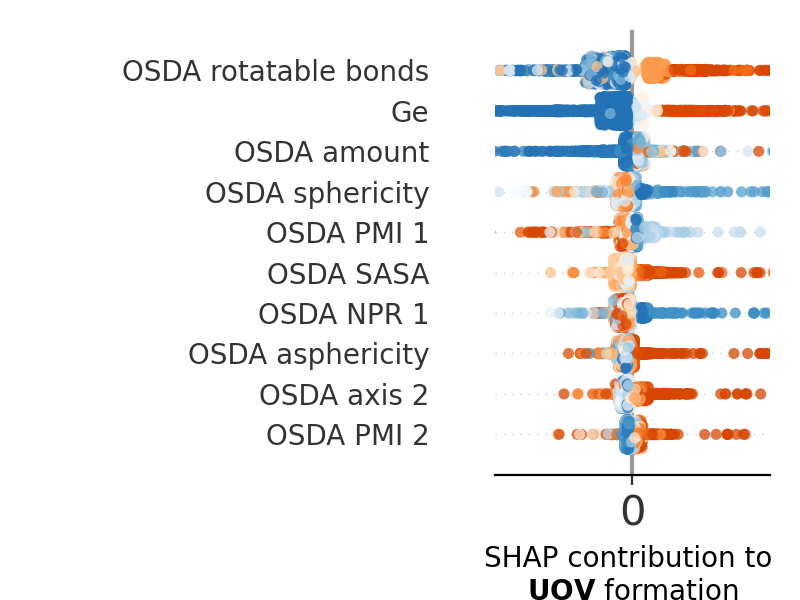 OSDA rotatable bonds
Ge
OSDA amount
OSDA sphericity
OSDA PMI 1
OSDA SASA
OSDA NPR 1
OSDA asphericity
OSDA axis 2
OSDA PMI 2
0
SHAP contribution to
UOV formation